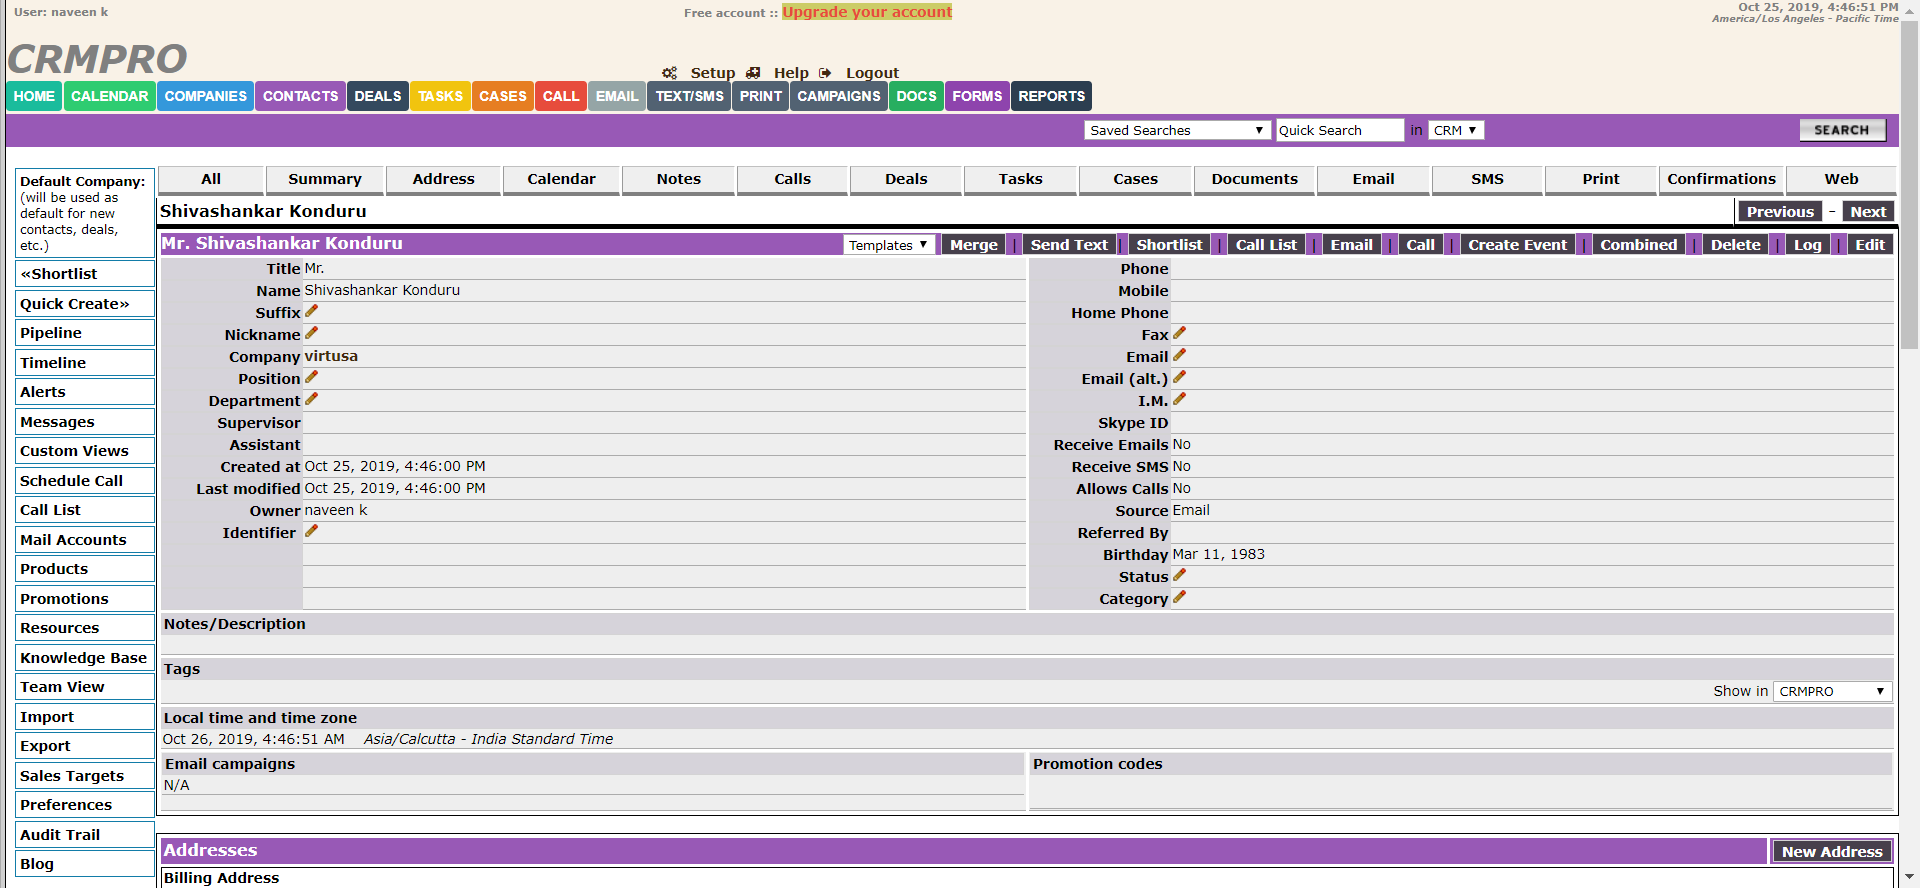 User: naveen k
Free account :: Upgrade your account
Oct 25, 2019, 4:46:51 PM
America/Los Angeles - Pacific Time
CRMPRO
Setup Help Logout
HOME CALENDAR COMPANIES CONTACTS DEALS TASKS CASES CALL EMAIL TEXT/SMS PRINT CAMPAIGNS DOCS FORMS REPORTS
Saved Searches Quick Search in CRM SEARCH
Default Company:
(will be used as
default for new
contacts, deals,
etc.)
«Shortlist
Quick Create»
Pipeline
Timeline
Alerts
Messages
Custom Views
Schedule Call
Call List
Mail Accounts
Products
Promotions
Resources
Knowledge Base
Team View
Import
Export
Sales Targets
Preferences
Audit Trail
Blog
All Summary Address Calendar Notes Calls Deals Tasks Cases Documents Email SMS Print Confirmations Web
Shivashankar Konduru Previous - Next
Mr. Shivashankar Konduru Templates Merge | Send Text | Shortlist | Call List | Email | Call | Create Event | Combined | Delete | Log | Edit
Title Mr.
Name Shivashankar Konduru
Suffix
Nickname
Company virtusa
Position
Department
Supervisor
Assistant
Created at Oct 25, 2019, 4:46:00 PM
Last modified Oct 25, 2019, 4:46:00 PM
Owner naveen k
Identifier
Phone
Mobile
Home Phone
Fax
Email
Email (alt.)
I.M.
Skype ID
Receive Emails No
Receive SMS No
Allows Calls No
Source Email
Referred By
Birthday Mar 11, 1983
Status
Category
Notes/Description
Tags
Show in CRMPRO
Local time and time zone
Oct 26, 2019, 4:46:51 AM Asia/Calcutta - India Standard Time
Email campaigns
N/A
Promotion codes
Addresses New Address
Billing Address